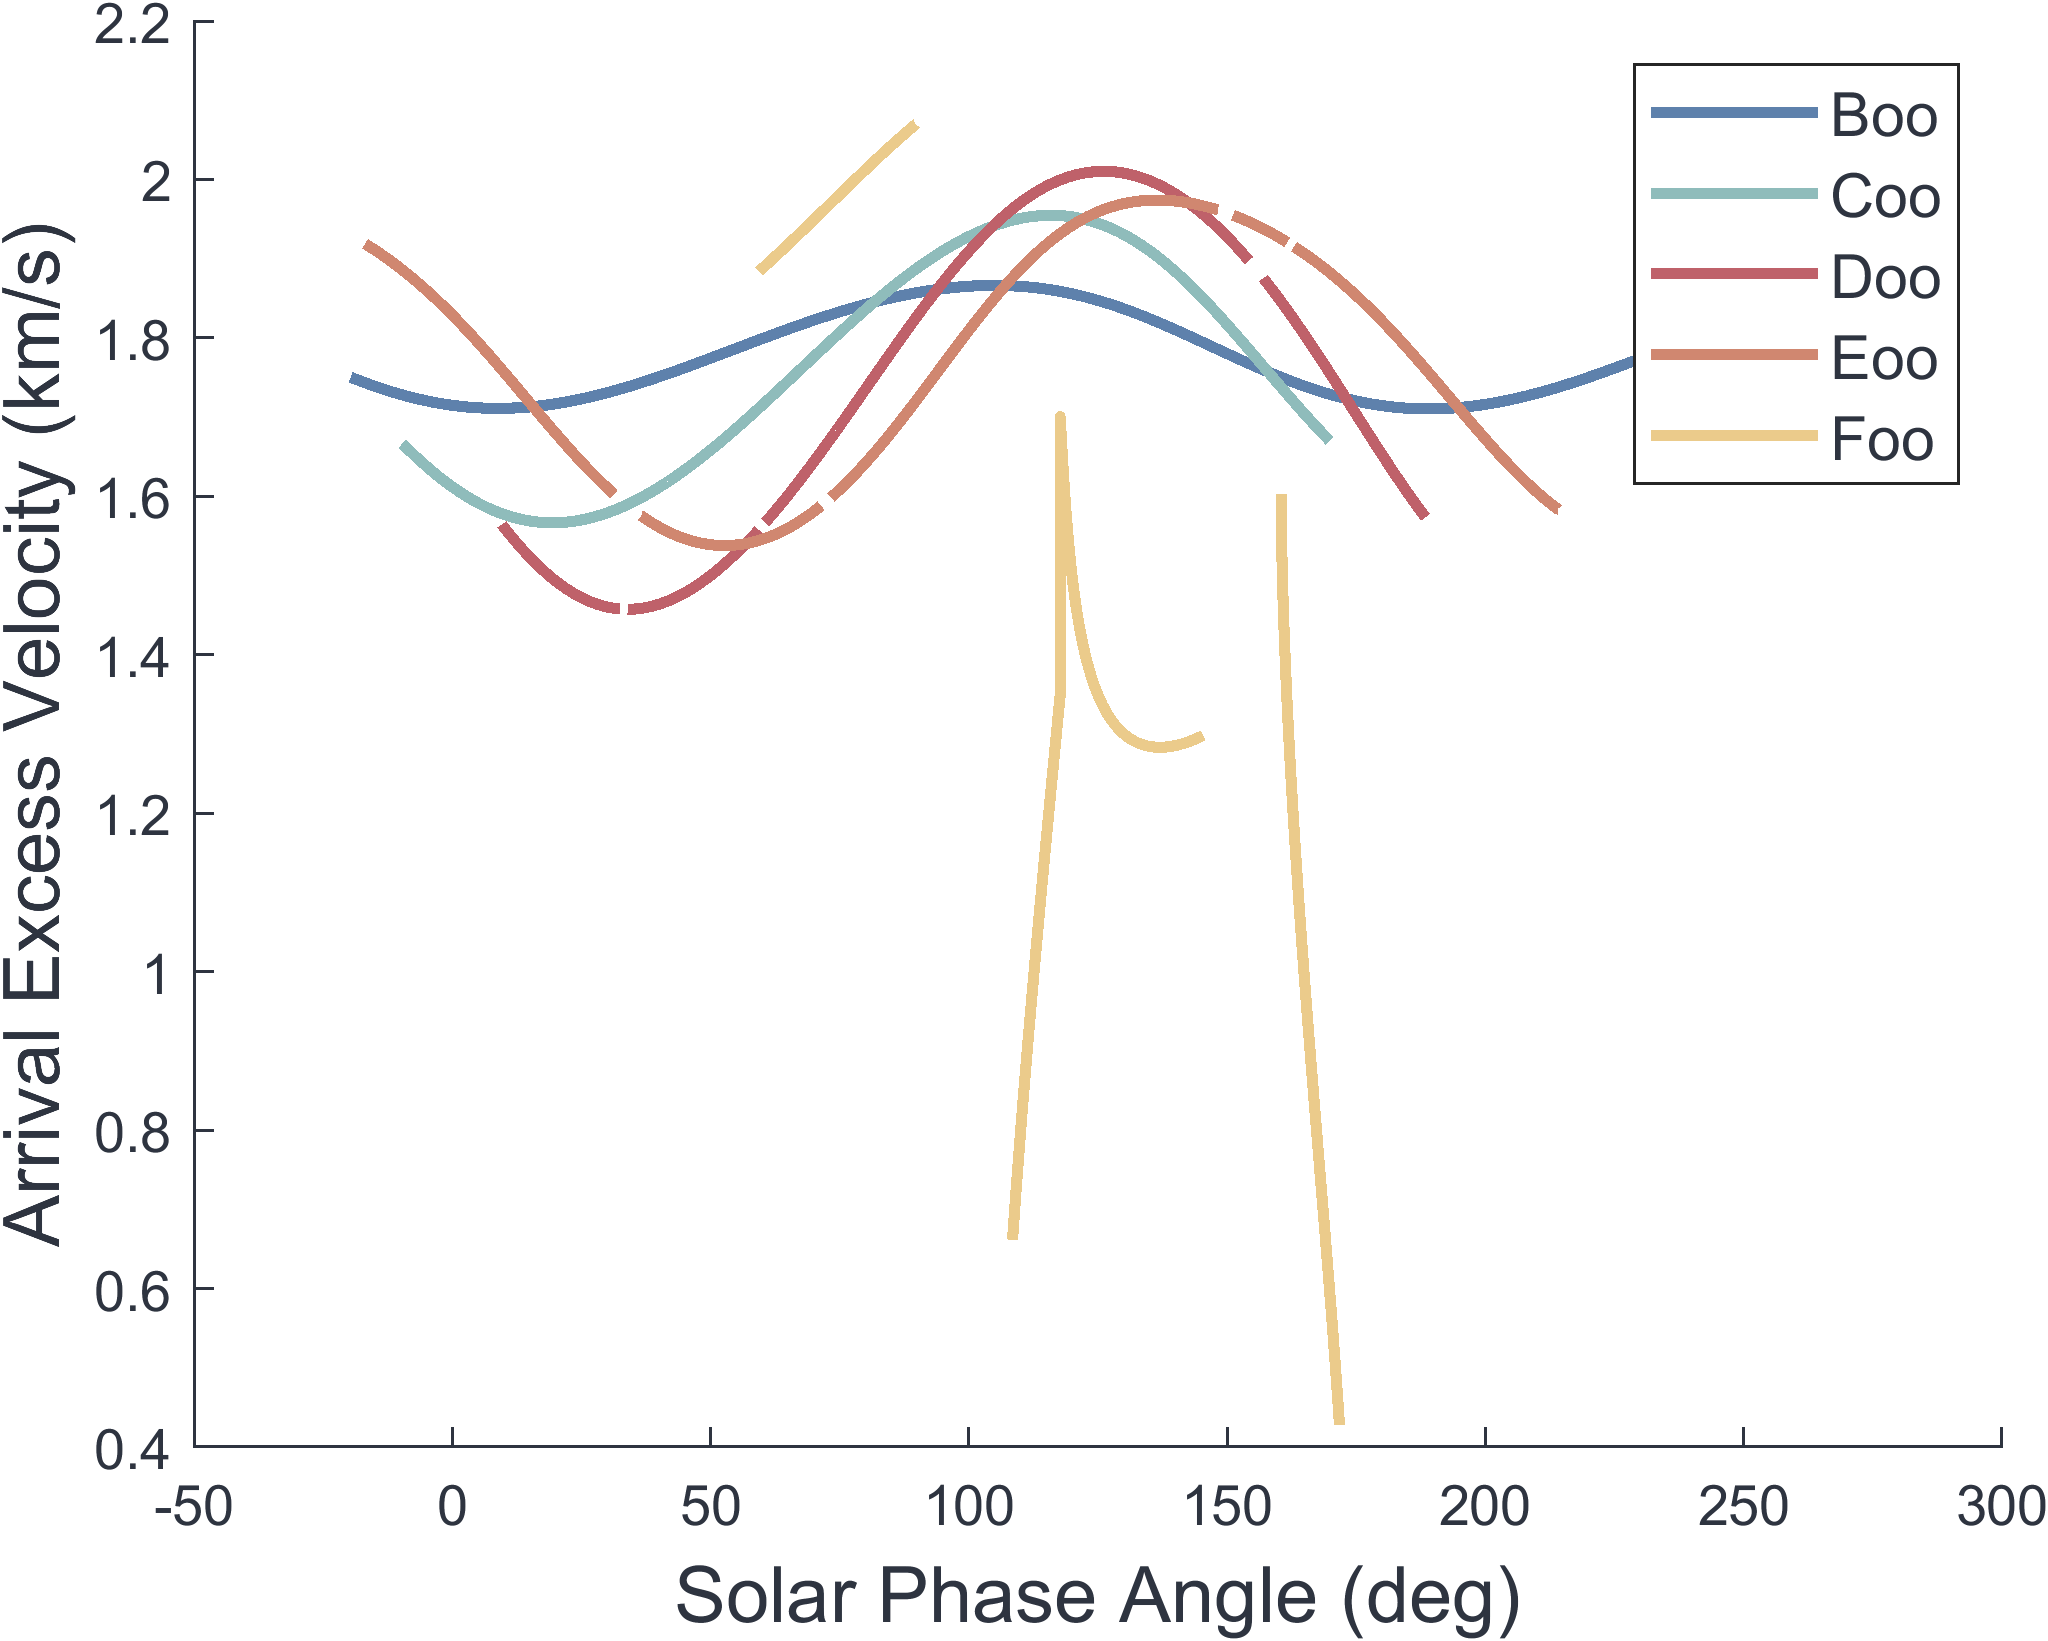 Arrival Excess Velocity (km/s)
2.2
2
1.8
1.6
1.4
1.2
1
0.8
0.6
0.4
-50
0
50
100
150
200
250
300
Solar Phase Angle (deg)
Boo
Coo
Doo
Eoo
Foo